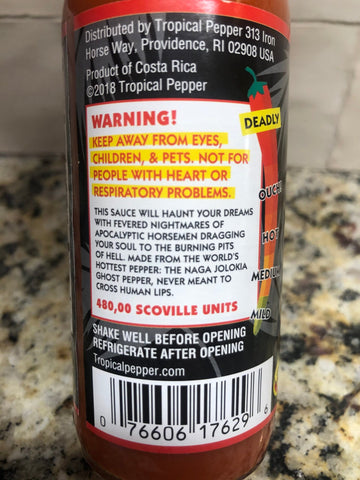 Distributed by Tropical Pepper 313 Iron
Horse Way, Providence, RI 02908 USA
Product of Costa Rica
©2018 Tropical Pepper
WARNING!
KEEP AWAY FROM EYES,
CHILDREN, & PETS. NOT FOR
PEOPLE WITH HEART OR
RESPIRATORY PROBLEMS.
THIS SAUCE WILL HAUNT YOUR DREAMS
WITH FEVERED NIGHTMARES OF
APOCALYPTIC HORSEMEN DRAGGING
YOUR SOUL TO THE BURNING PITS
OF HELL. MADE FROM THE WORLD'S
HOTTEST PEPPER: THE NAGA JOLOKIA
GHOST PEPPER, NEVER MEANT TO
CROSS HUMAN LIPS.
480,00 SCOVILLE UNITS
SHAKE WELL BEFORE OPENING
REFRIGERATE AFTER OPENING
Tropicalpepper.com
0 76606 17629 6
DEADLY
HOT
MEDIUM
MILD